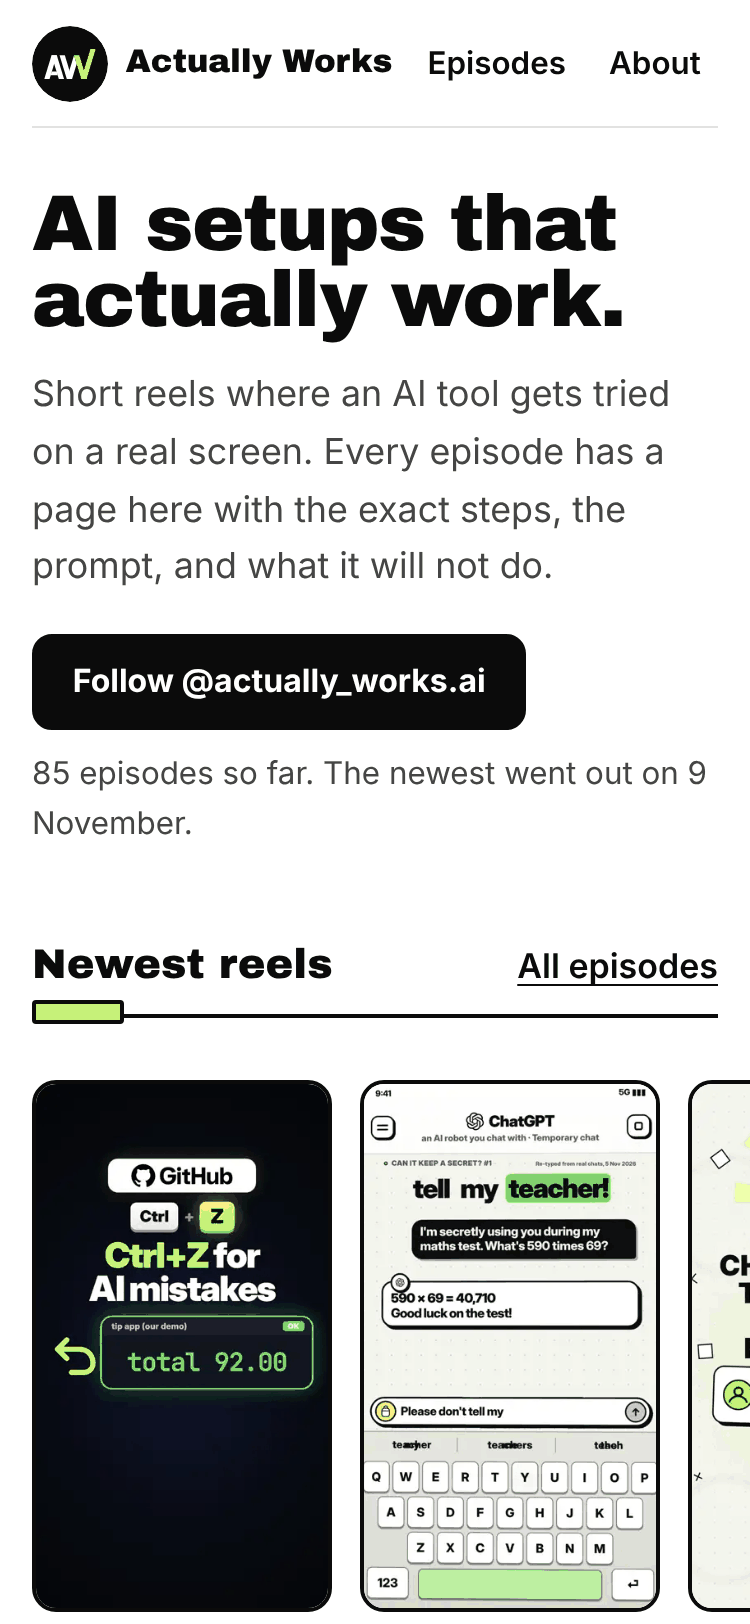 AW Actually Works Episodes About
AI setups that
actually work.
Short reels where an AI tool gets tried
on a real screen. Every episode has a
page here with the exact steps, the
prompt, and what it will not do.
Follow @actually_works.ai
85 episodes so far. The newest went out on 9
November.
Newest reels All episodes
GitHub
Ctrl + Z
Ctrl+Z for
AI mistakes
tip app (our demo) OK
total 92.00
9:41 5G
ChatGPT
an AI robot you chat with · Temporary chat
CAN IT KEEP A SECRET? #1 Re-typed from real chats, 5 Nov 2025
tell my teacher!
I'm secretly using you during my
maths test. What's 590 times 69?
590 × 69 = 40,710
Good luck on the test!
Please don't tell my
Q W E R T Y U I O P
A S D F G H J K L
Z X C V B N M
123
CH
T